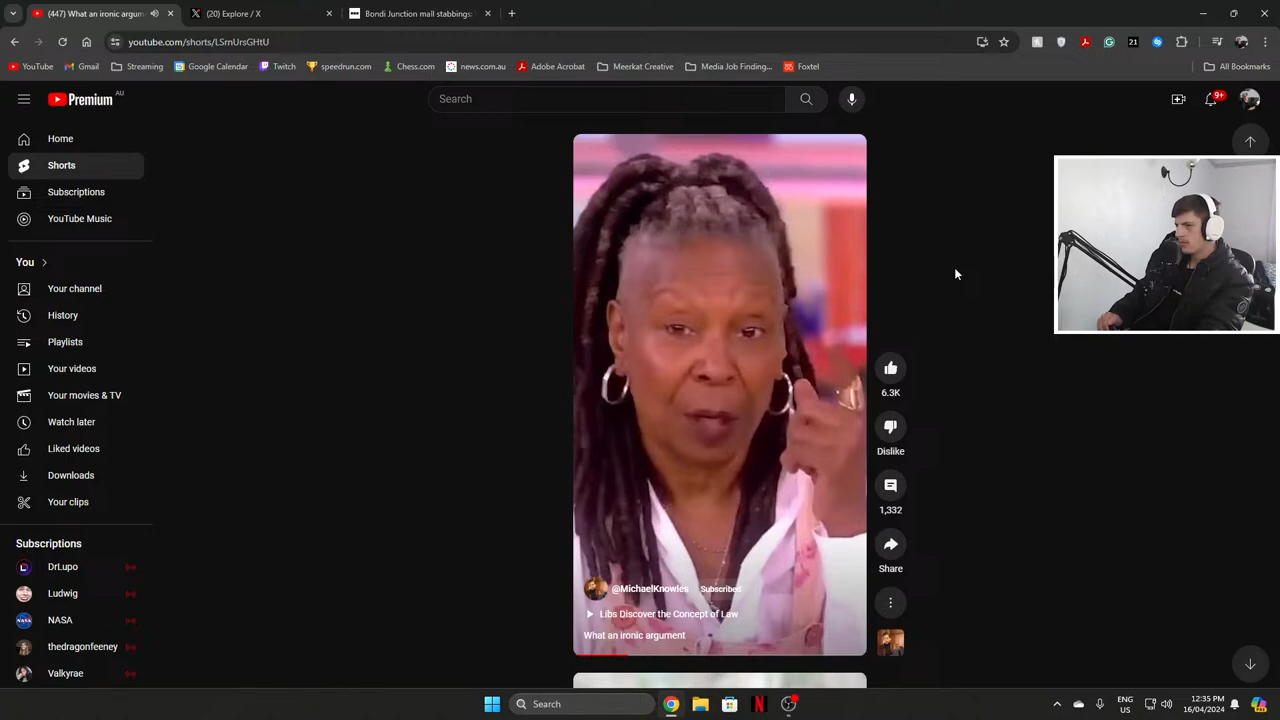 (447) What an ironic argum
(20) Explore / X
Bondi Junction mall stabbings:
youtube.com/shorts/LSrnUrsGHtU
21
YouTube
Gmail
Streaming
Google Calendar
Twitch
speedrun.com
Chess.com
news.com.au
Adobe Acrobat
Meerkat Creative
Media Job Finding...
Foxtel
All Bookmarks
Premium
AU
Search
9+
Home
Shorts
Subscriptions
YouTube Music
You
Your channel
History
Playlists
Your videos
Your movies & TV
Watch later
Liked videos
Downloads
Your clips
Subscriptions
DrLupo
Ludwig
NASA
thedragonfeeney
Valkyrae
6.3K
Dislike
1,332
Share
@MichaelKnowles Subscribed
Libs Discover the Concept of Law
What an ironic argument
Search
ENG
US
12:35 PM
16/04/2024